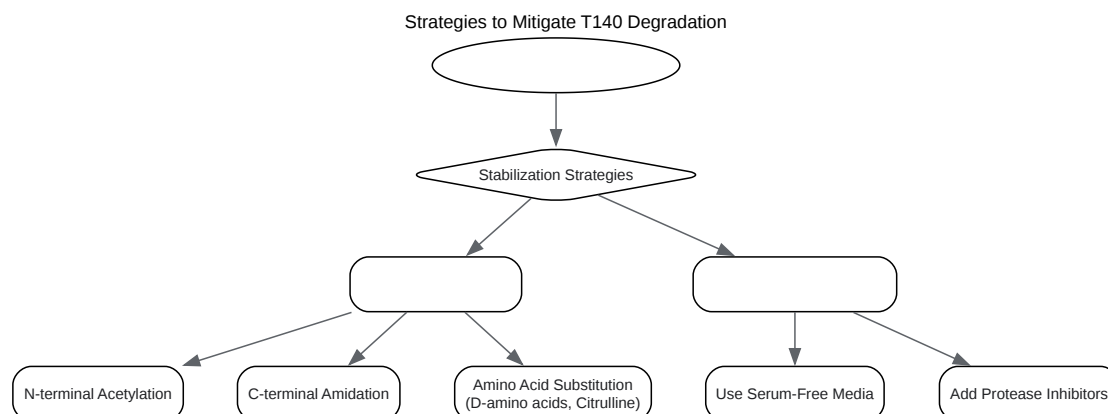 Strategies to Mitigate T140 Degradation
Stabilization Strategies
N-terminal Acetylation
C-terminal Amidation
Amino Acid Substitution
(D-amino acids, Citrulline)
Use Serum-Free Media
Add Protease Inhibitors